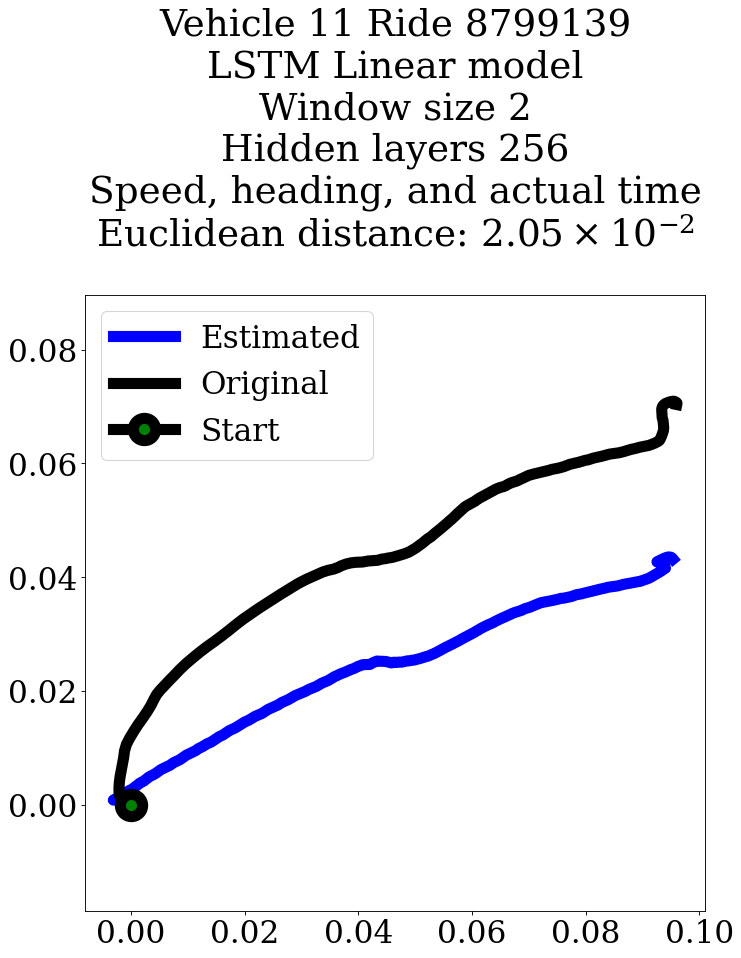 Vehicle 11 Ride 8799139
LSTM Linear model
Window size 2
Hidden layers 256
Speed, heading, and actual time
Euclidean distance: 2.05 × 10⁻²
Estimated
Original
Start
0.08
0.06
0.04
0.02
0.00
0.00 0.02 0.04 0.06 0.08 0.10